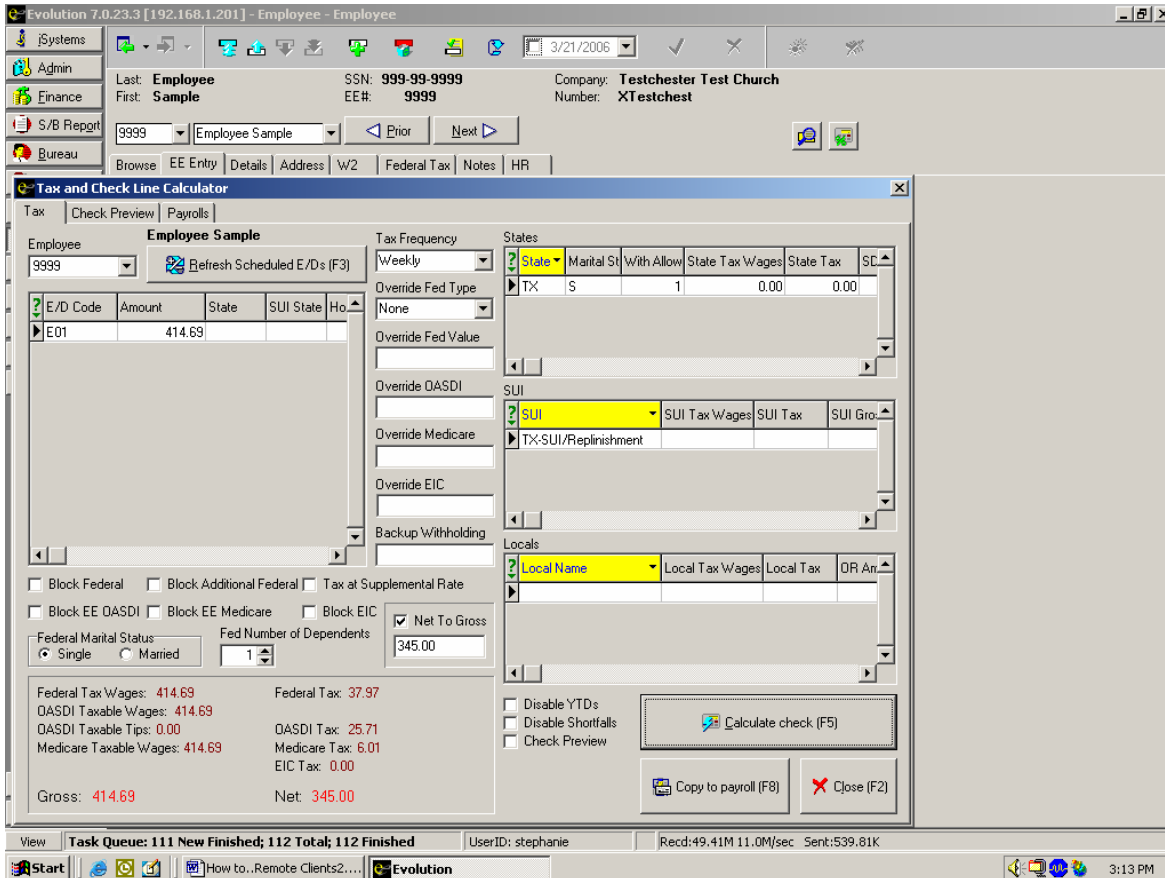 Evolution 7.0.23.3 [192.168.1.201] - Employee - Employee
iSystems
Admin
Finance
S/B Report
Bureau
3/21/2006
Last: Employee SSN: 999-99-9999 Company: Testchester Test Church
First: Sample EE#: 9999 Number: XTestchest
9999 Employee Sample Prior Next
Browse EE Entry Details Address W2 Federal Tax Notes HR
Tax and Check Line Calculator
Tax Check Preview Payrolls
Employee
Employee Sample
9999
Refresh Scheduled E/Ds (F3)
? E/D Code Amount State SUI State Ho
E01 414.69
Tax Frequency
Weekly
Override Fed Type
None
Override Fed Value
Override OASDI
Override Medicare
Override EIC
Backup Withholding
States
? State Marital St With Allow State Tax Wages State Tax SD
TX S 1 0.00 0.00
SUI
? SUI SUI Tax Wages SUI Tax SUI Gro
TX-SUI/Replinishment
Locals
? Local Name Local Tax Wages Local Tax OR Am
Block Federal Block Additional Federal Tax at Supplemental Rate
Block EE OASDI Block EE Medicare Block EIC
Net To Gross
345.00
Federal Marital Status
Single Married
Fed Number of Dependents
1
Federal Tax Wages: 414.69 Federal Tax: 37.97
OASDI Taxable Wages: 414.69
OASDI Taxable Tips: 0.00 OASDI Tax: 25.71
Medicare Taxable Wages: 414.69 Medicare Tax: 6.01
EIC Tax: 0.00
Gross: 414.69 Net: 345.00
Disable YTDs
Disable Shortfalls
Check Preview
Calculate check (F5)
Copy to payroll (F8)
Close (F2)
View Task Queue: 111 New Finished; 112 Total; 112 Finished UserID: stephanie Recd:49.41M 11.0M/sec Sent:539.81K
Start How to..Remote Clients2.... Evolution 3:13 PM